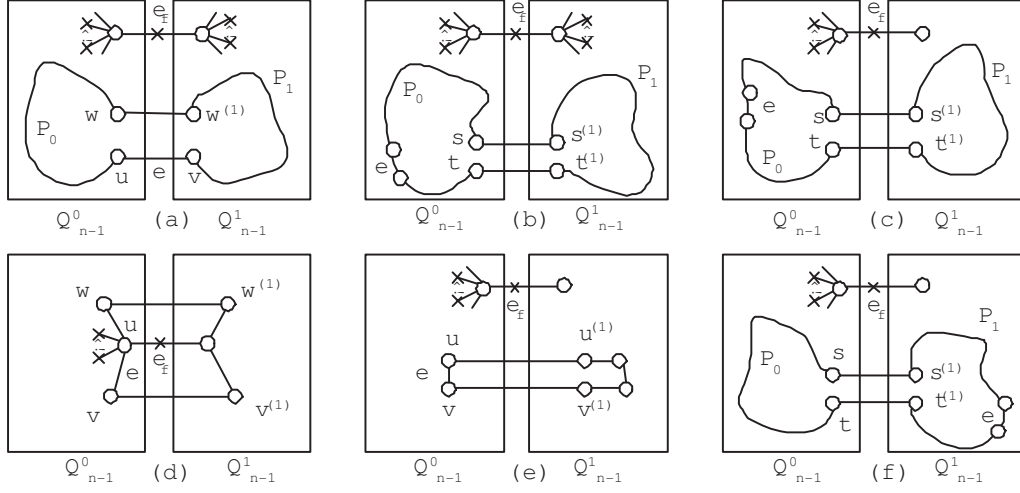 e_f
P_0
w
w^(1)
P_1
u
e
v
Q^0_{n-1}
(a)
Q^1_{n-1}
e_f
P_0
P_1
s
s^(1)
e
t
t^(1)
Q^0_{n-1}
(b)
Q^1_{n-1}
e_f
P_1
e
s
s^(1)
P_0
t
t^(1)
Q^0_{n-1}
(c)
Q^1_{n-1}
w
w^(1)
u
e_f
e
v
v^(1)
Q^0_{n-1}
(d)
Q^1_{n-1}
e_f
u
u^(1)
e
v
v^(1)
Q^0_{n-1}
(e)
Q^1_{n-1}
e_f
P_1
P_0
s
s^(1)
t
t^(1)
e
Q^0_{n-1}
(f)
Q^1_{n-1}